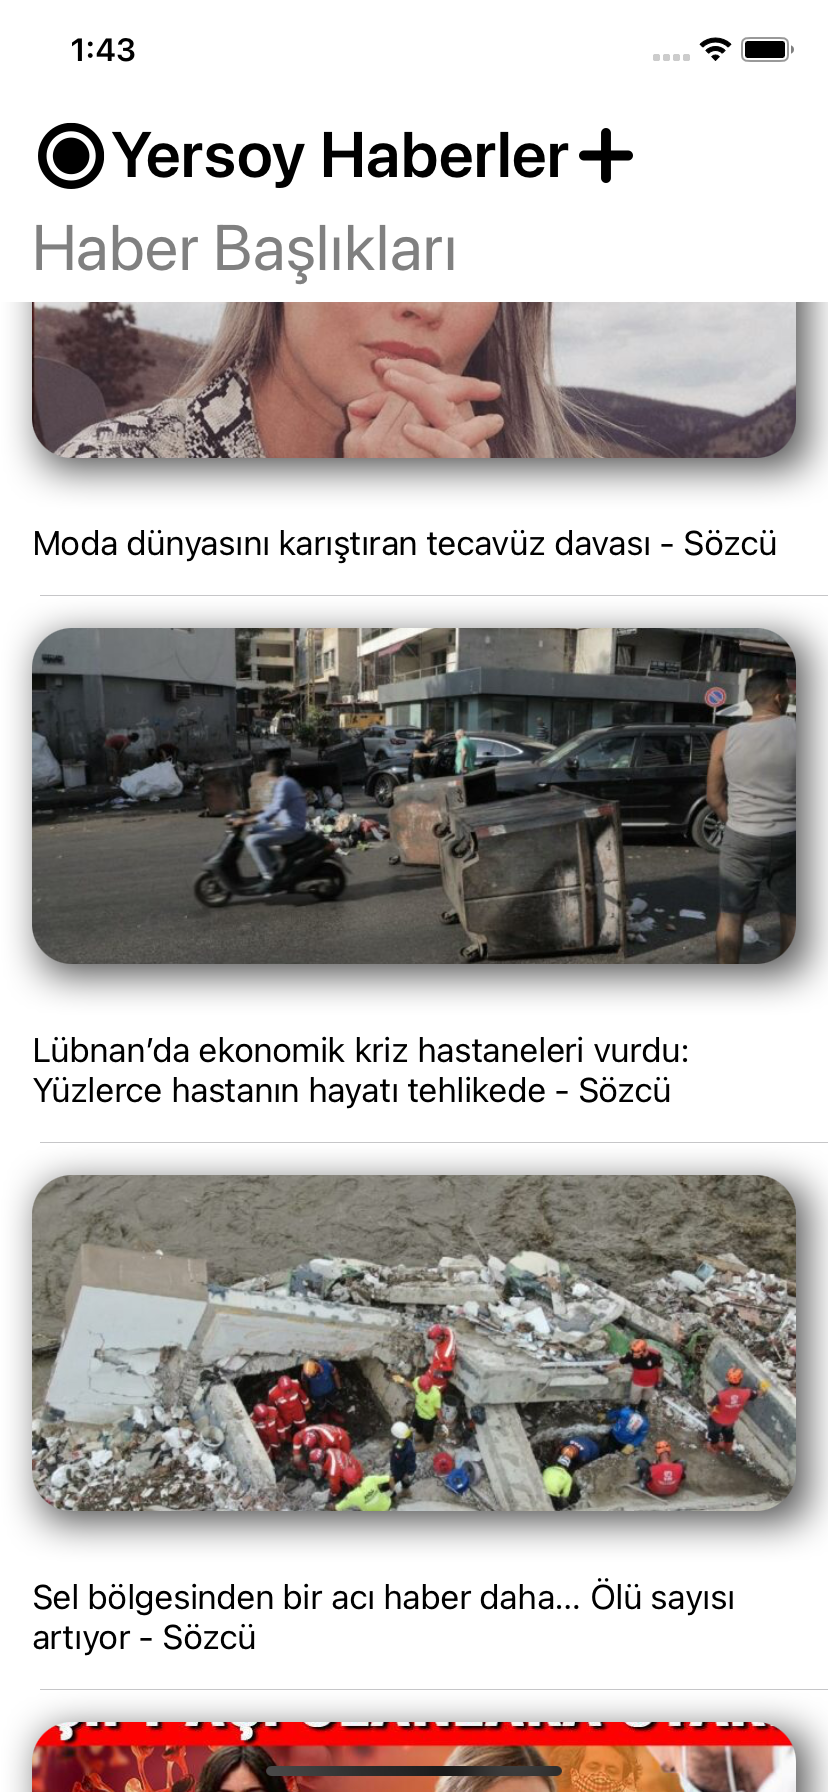 1:43
Yersoy Haberler
Haber Başlıkları
Moda dünyasını karıştıran tecavüz davası - Sözcü
Lübnan’da ekonomik kriz hastaneleri vurdu:
Yüzlerce hastanın hayatı tehlikede - Sözcü
Sel bölgesinden bir acı haber daha... Ölü sayısı
artıyor - Sözcü